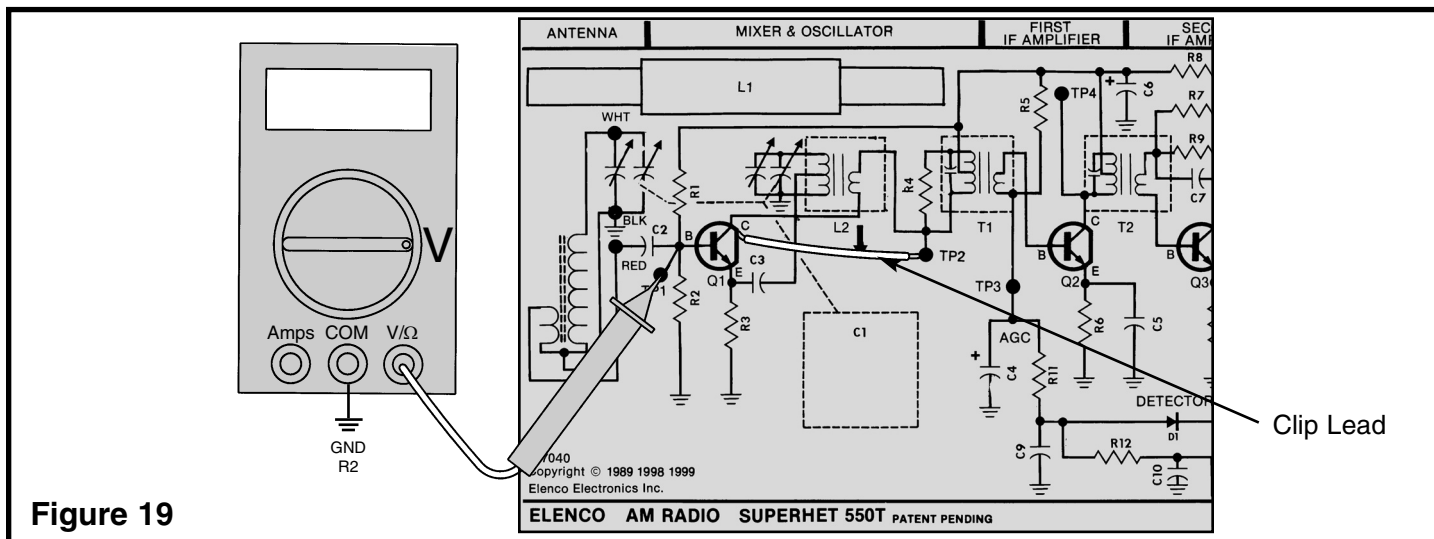 ANTENNA
MIXER & OSCILLATOR
FIRST
IF AMPLIFIER
SEC
IF AMP
L1
R8
C6
+
TP4
R5
R7
WHT
R9
R1
R4
C7
BLK
L2
T1
T2
C2
RED
B
C
E
Q1
C3
TP2
C
B
E
Q2
B
Q3
TP1
R2
R3
TP3
R6
C5
C1
AGC
+
C4
R11
V
Amps
COM
V/Ω
GND
R2
DETECTOR
D1
C9
R12
C10
Clip Lead
7040
opyright © 1989 1998 1999
Elenco Electronics Inc.
Figure 19
ELENCO AM RADIO SUPERHET 550T PATENT PENDING